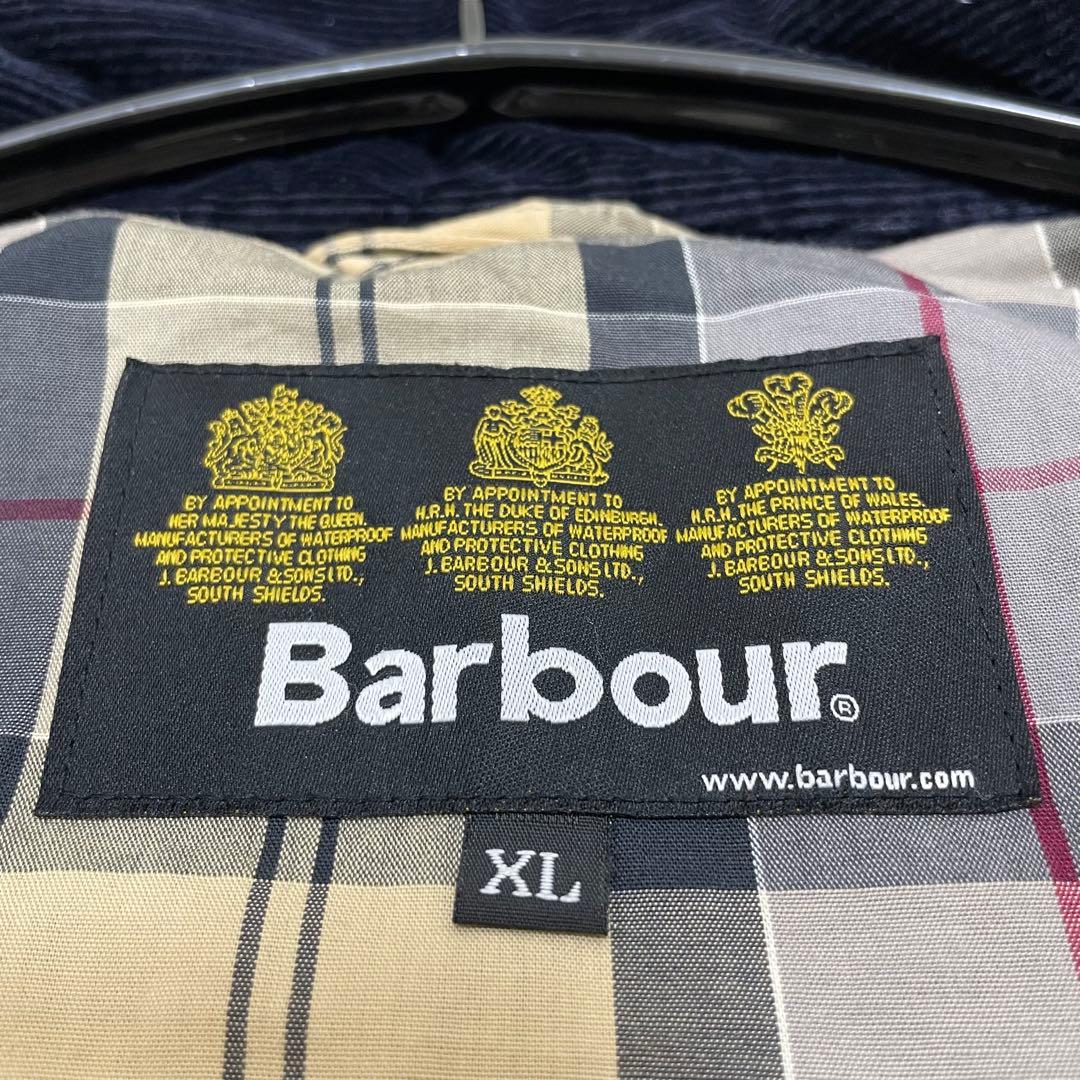 BY APPOINTMENT TO
HER MAJESTY THE QUEEN.
MANUFACTURERS OF WATERPROOF
AND PROTECTIVE CLOTHING
J. BARBOUR & SONS LTD.,
SOUTH SHIELDS.
BY APPOINTMENT TO
H.R.H. THE DUKE OF EDINBURGH.
MANUFACTURERS OF WATERPROOF
AND PROTECTIVE CLOTHING
J. BARBOUR & SONS LTD.,
SOUTH SHIELDS.
BY APPOINTMENT TO
H.R.H. THE PRINCE OF WALES.
MANUFACTURERS OF WATERPROOF
AND PROTECTIVE CLOTHING
J. BARBOUR & SONS LTD.,
SOUTH SHIELDS.
Barbour®
www.barbour.com
XL